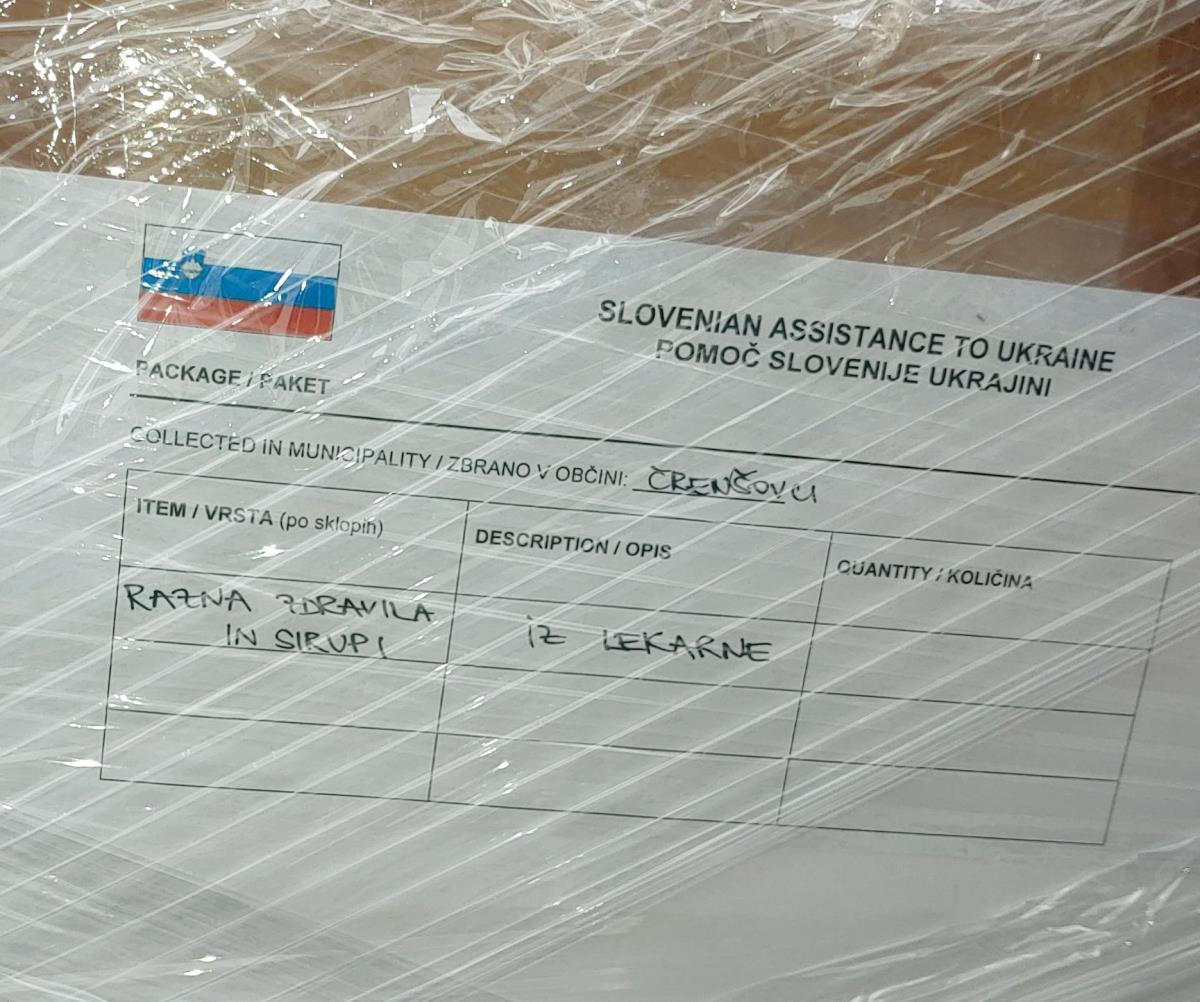 SLOVENIAN ASSISTANCE TO UKRAINE
POMOČ SLOVENIJE UKRAJINI
PACKAGE / PAKET
COLLECTED IN MUNICIPALITY / ZBRANO V OBČINI: ČRENŠOVCI
ITEM / VRSTA (po sklopih) DESCRIPTION / OPIS QUANTITY / KOLIČINA
RAZNA ZDRAVILA IZ LEKARNE
IN SIRUPI